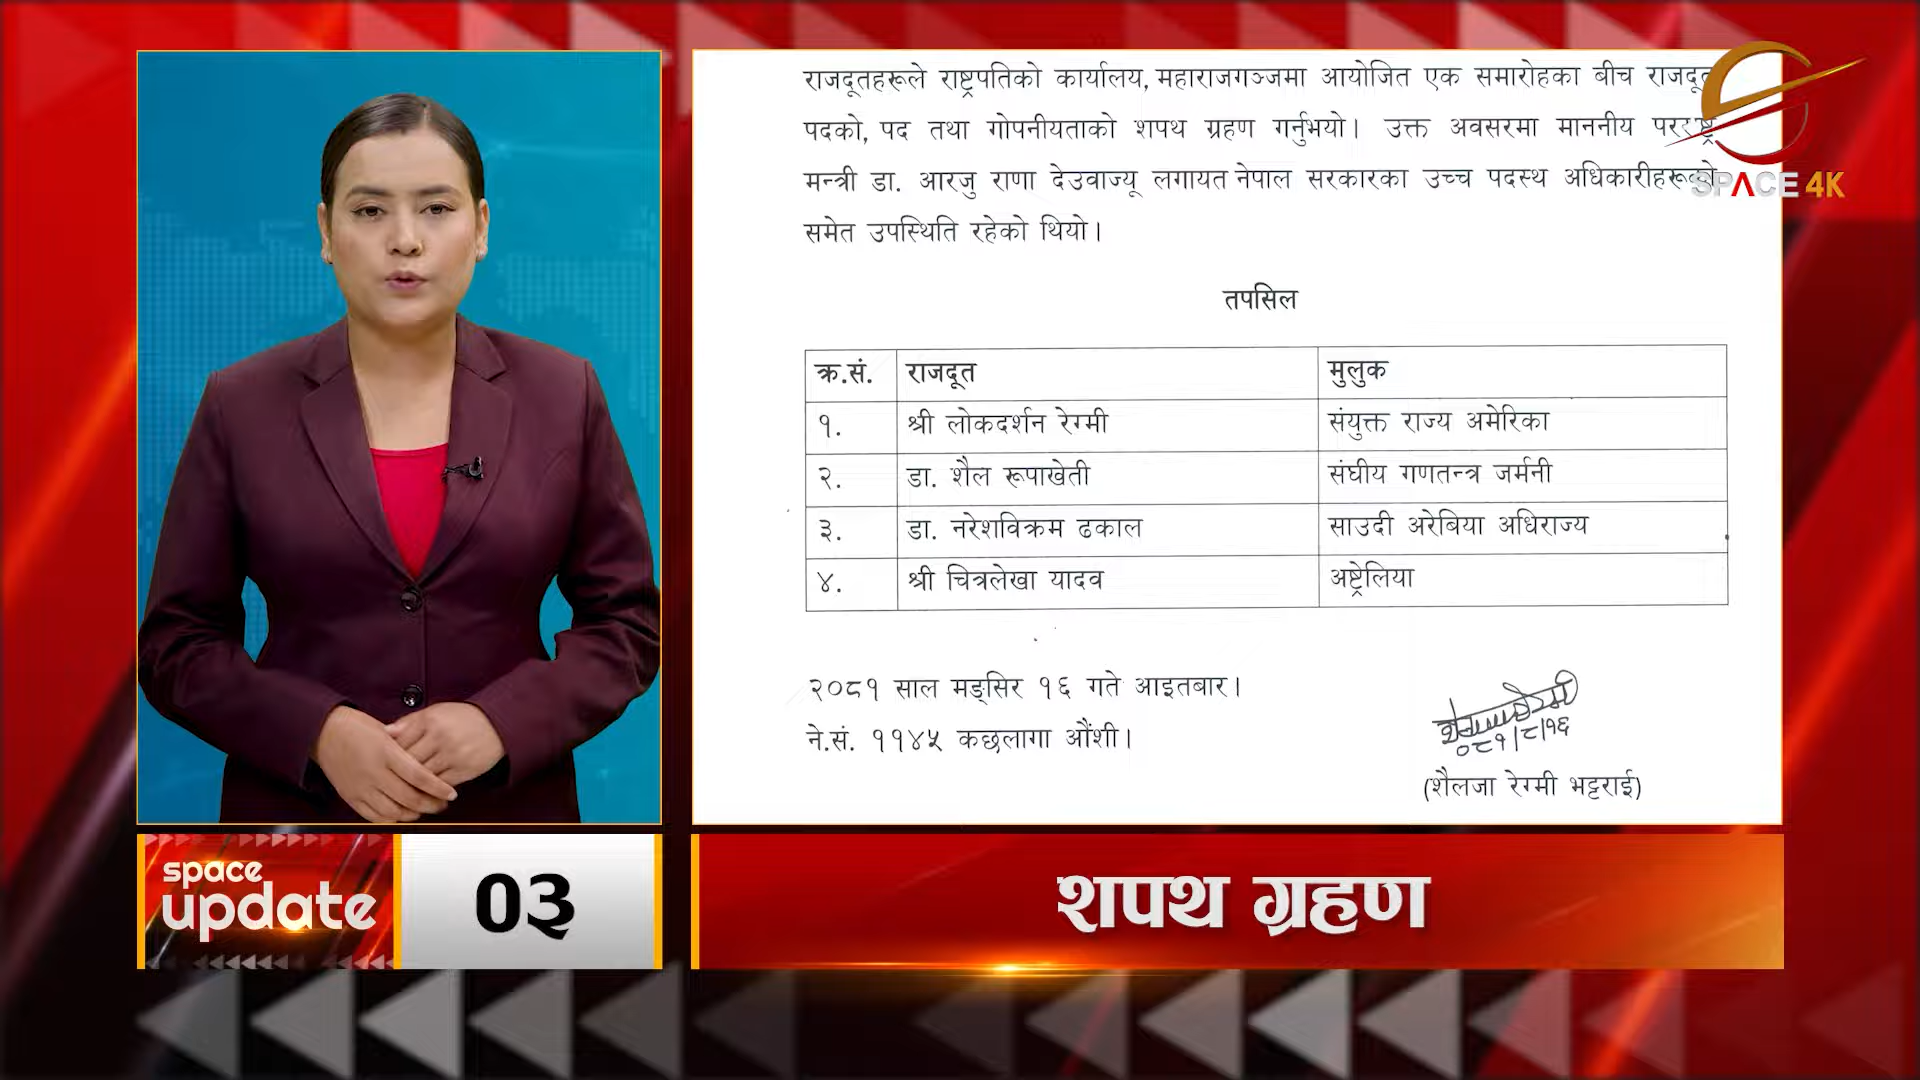 राजदूतहरूले राष्ट्रपतिको कार्यालय, महाराजगञ्जमा आयोजित एक समारोहका बीच राजदूत
पदको, पद तथा गोपनीयताको शपथ ग्रहण गर्नुभयो। उक्त अवसरमा माननीय परराष्ट्र
मन्त्री डा. आरजु राणा देउवाज्यू लगायत नेपाल सरकारका उच्च पदस्थ अधिकारीहरूको
समेत उपस्थिति रहेको थियो।
SPACE 4K
तपसिल
क्र.सं. राजदूत मुलुक
१. श्री लोकदर्शन रेग्मी संयुक्त राज्य अमेरिका
२. डा. शैल रूपाखेती संघीय गणतन्त्र जर्मनी
३. डा. नरेशविक्रम ढकाल साउदी अरेबिया अधिराज्य
४. श्री चित्रलेखा यादव अष्ट्रेलिया
२०८१ साल मङ्सिर १६ गते आइतबार।
ने.सं. ११४५ कछलागा औंशी।
०८१/८/१६
(शैलजा रेग्मी भट्टराई)
space
update
०३
शपथ ग्रहण